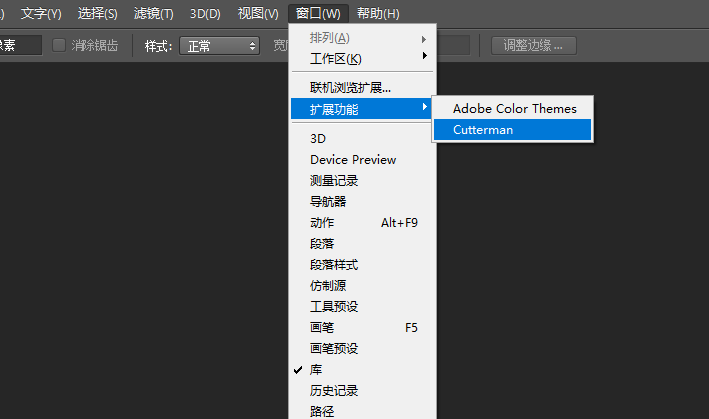 文字(Y) 选择(S) 滤镜(T) 3D(D) 视图(V) 窗口(W) 帮助(H)
消除锯齿 样式: 正常 调整边缘...
排列(A)
工作区(K)
联机浏览扩展...
扩展功能
Adobe Color Themes
Cutterman
3D
Device Preview
测量记录
导航器
动作 Alt+F9
段落
段落样式
仿制源
工具预设
画笔 F5
画笔预设
库
历史记录
路径